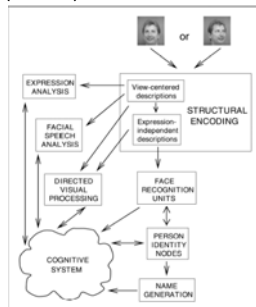 or
EXPRESSION
ANALYSIS
View-centered
descriptions
STRUCTURAL
ENCODING
FACIAL
SPEECH
ANALYSIS
Expression-
independent
descriptions
DIRECTED
VISUAL
PROCESSING
FACE
RECOGNITION
UNITS
COGNITIVE
SYSTEM
PERSON
IDENTITY
NODES
NAME
GENERATION